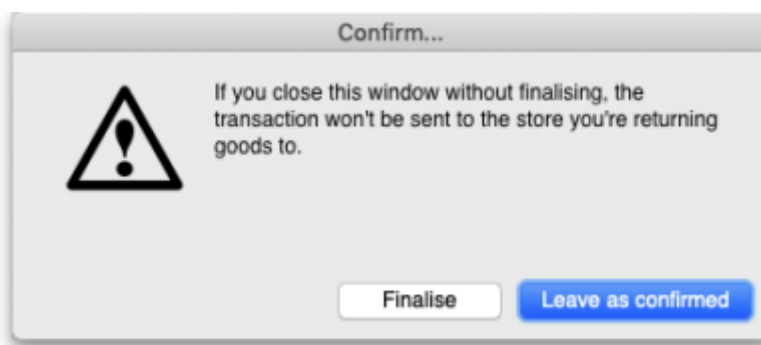 Confirm...
If you close this window without finalising, the
transaction won't be sent to the store you're returning
goods to.
Finalise
Leave as confirmed